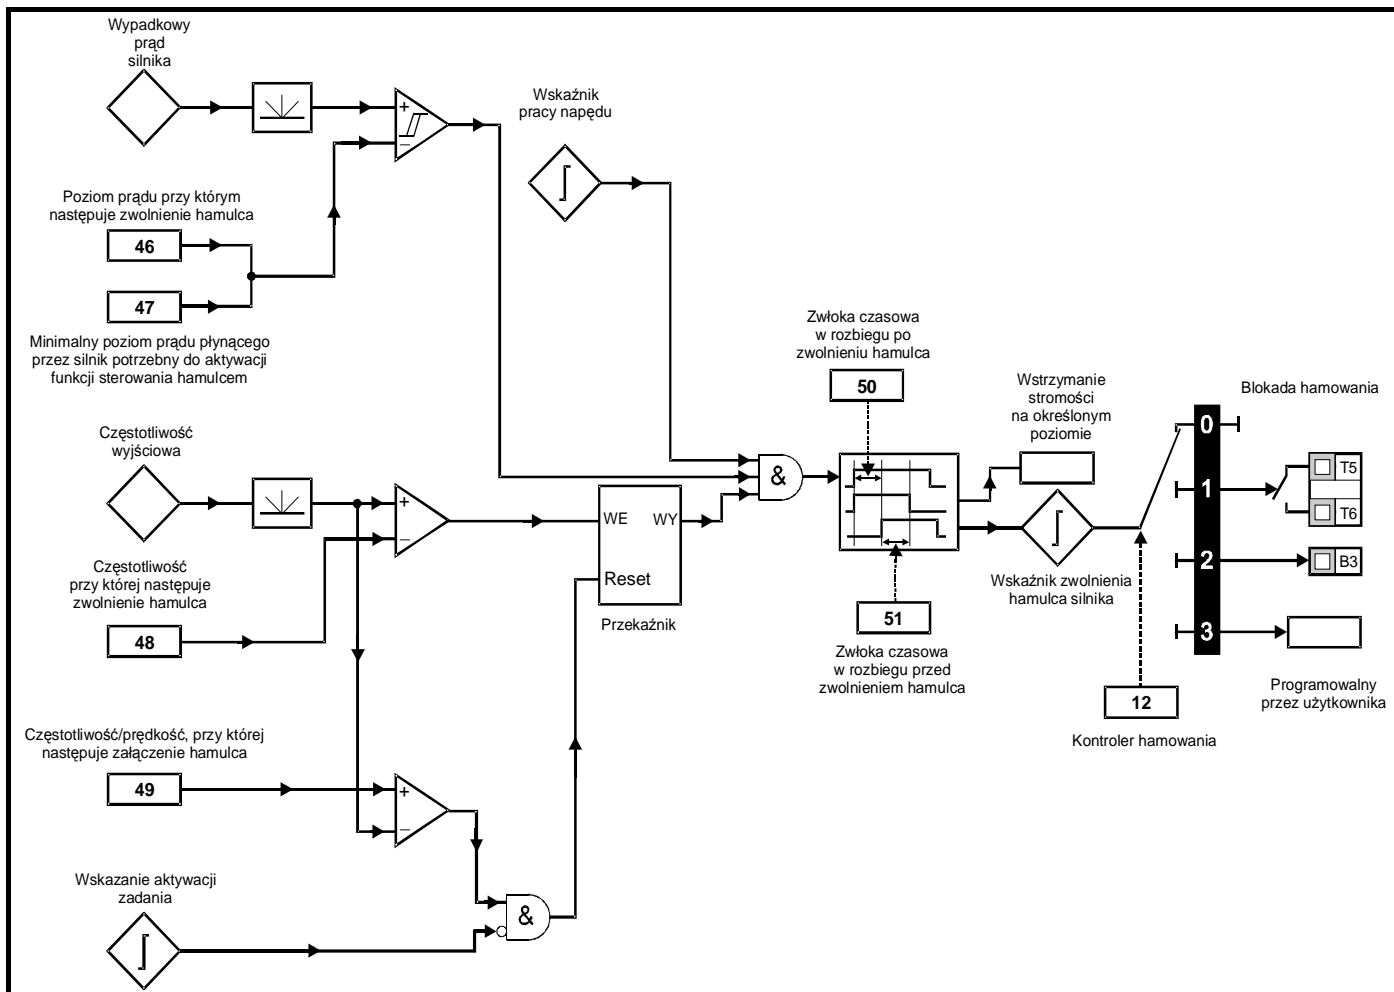 Wypadkowy
prąd
silnika
+
−
Poziom prądu przy którym
następuje zwolnienie hamulca
46
47
Minimalny poziom prądu płynącego
przez silnik potrzebny do aktywacji
funkcji sterowania hamulcem
Wskaźnik
pracy napędu
Częstotliwość
wyjściowa
+
−
Częstotliwość
przy której następuje
zwolnienie hamulca
48
WE WY
Reset
Przekaźnik
&
Zwłoka czasowa
w rozbiegu po
zwolnieniu hamulca
50
51
Zwłoka czasowa
w rozbiegu przed
zwolnieniem hamulca
Wstrzymanie
stromości
na określonym
poziomie
Wskaźnik zwolnienia
hamulca silnika
Blokada hamowania
0
1
T5
T6
2
B3
3
Programowalny
przez użytkownika
12
Kontroler hamowania
Częstotliwość/prędkość, przy której
następuje załączenie hamulca
49
+
−
Wskazanie aktywacji
zadania
&